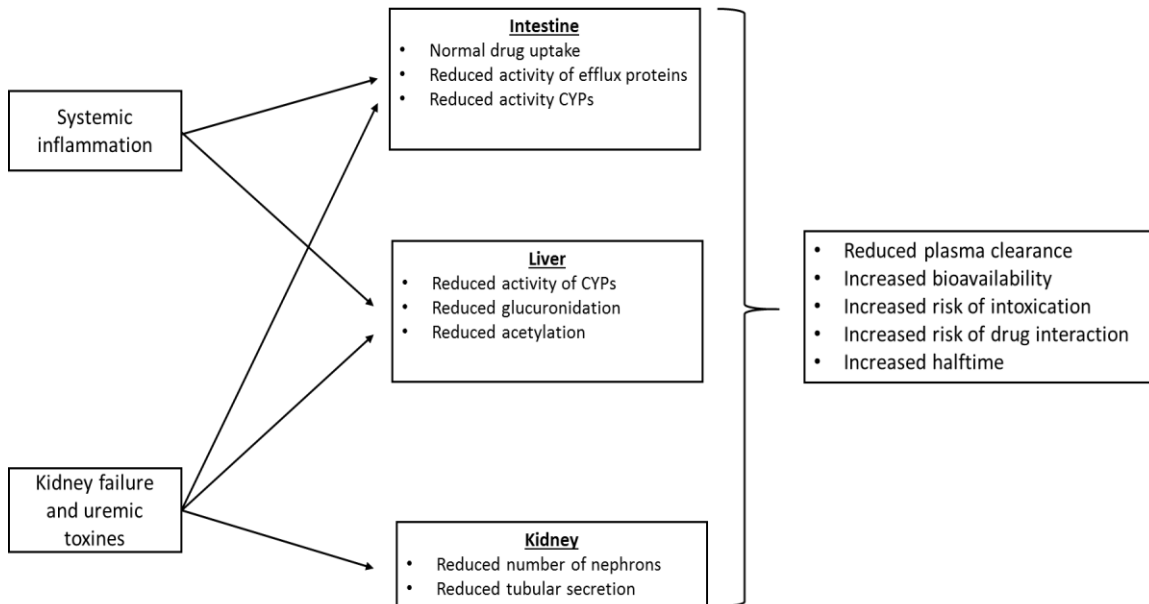 Intestine
• Normal drug uptake
• Reduced activity of efflux proteins
• Reduced activity CYPs
Systemic
inflammation
Liver
• Reduced activity of CYPs
• Reduced glucuronidation
• Reduced acetylation
Kidney failure
and uremic
toxines
Kidney
• Reduced number of nephrons
• Reduced tubular secretion
• Reduced plasma clearance
• Increased bioavailability
• Increased risk of intoxication
• Increased risk of drug interaction
• Increased halftime